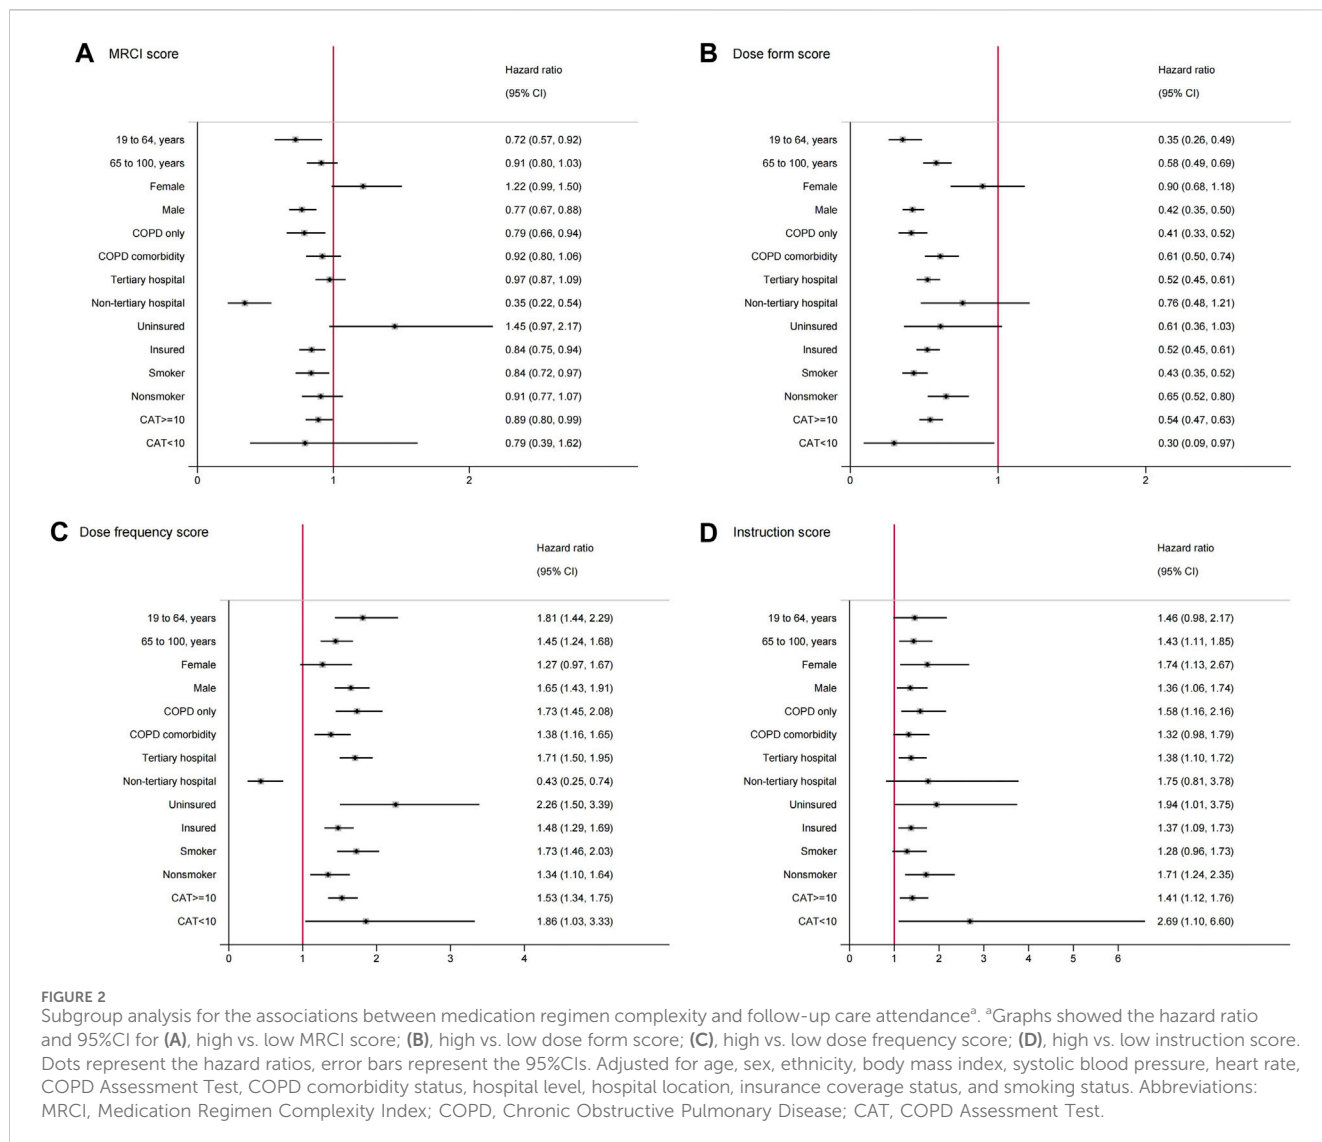 A MRCI score
Hazard ratio
(95% CI)
19 to 64, years 0.72 (0.57, 0.92)
65 to 100, years 0.91 (0.80, 1.03)
Female 1.22 (0.99, 1.50)
Male 0.77 (0.67, 0.88)
COPD only 0.79 (0.66, 0.94)
COPD comorbidity 0.92 (0.80, 1.06)
Tertiary hospital 0.97 (0.87, 1.09)
Non-tertiary hospital 0.35 (0.22, 0.54)
Uninsured 1.45 (0.97, 2.17)
Insured 0.84 (0.75, 0.94)
Smoker 0.84 (0.72, 0.97)
Nonsmoker 0.91 (0.77, 1.07)
CAT>=10 0.89 (0.80, 0.99)
CAT<10 0.79 (0.39, 1.62)
0 1 2
B Dose form score
Hazard ratio
(95% CI)
19 to 64, years 0.35 (0.26, 0.49)
65 to 100, years 0.58 (0.49, 0.69)
Female 0.90 (0.68, 1.18)
Male 0.42 (0.35, 0.50)
COPD only 0.41 (0.33, 0.52)
COPD comorbidity 0.61 (0.50, 0.74)
Tertiary hospital 0.52 (0.45, 0.61)
Non-tertiary hospital 0.76 (0.48, 1.21)
Uninsured 0.61 (0.36, 1.03)
Insured 0.52 (0.45, 0.61)
Smoker 0.43 (0.35, 0.52)
Nonsmoker 0.65 (0.52, 0.80)
CAT>=10 0.54 (0.47, 0.63)
CAT<10 0.30 (0.09, 0.97)
0 1 2
C Dose frequency score
Hazard ratio
(95% CI)
19 to 64, years 1.81 (1.44, 2.29)
65 to 100, years 1.45 (1.24, 1.68)
Female 1.27 (0.97, 1.67)
Male 1.65 (1.43, 1.91)
COPD only 1.73 (1.45, 2.08)
COPD comorbidity 1.38 (1.16, 1.65)
Tertiary hospital 1.71 (1.50, 1.95)
Non-tertiary hospital 0.43 (0.25, 0.74)
Uninsured 2.26 (1.50, 3.39)
Insured 1.48 (1.29, 1.69)
Smoker 1.73 (1.46, 2.03)
Nonsmoker 1.34 (1.10, 1.64)
CAT>=10 1.53 (1.34, 1.75)
CAT<10 1.86 (1.03, 3.33)
0 1 2 3 4
D Instruction score
Hazard ratio
(95% CI)
19 to 64, years 1.46 (0.98, 2.17)
65 to 100, years 1.43 (1.11, 1.85)
Female 1.74 (1.13, 2.67)
Male 1.36 (1.06, 1.74)
COPD only 1.58 (1.16, 2.16)
COPD comorbidity 1.32 (0.98, 1.79)
Tertiary hospital 1.38 (1.10, 1.72)
Non-tertiary hospital 1.75 (0.81, 3.78)
Uninsured 1.94 (1.01, 3.75)
Insured 1.37 (1.09, 1.73)
Smoker 1.28 (0.96, 1.73)
Nonsmoker 1.71 (1.24, 2.35)
CAT>=10 1.41 (1.12, 1.76)
CAT<10 2.69 (1.10, 6.60)
0 1 2 3 4 5 6
FIGURE 2
Subgroup analysis for the associations between medication regimen complexity and follow-up care attendanceᵃ. ᵃGraphs showed the hazard ratio
and 95%CI for (A), high vs. low MRCI score; (B), high vs. low dose form score; (C), high vs. low dose frequency score; (D), high vs. low instruction score.
Dots represent the hazard ratios, error bars represent the 95%CIs. Adjusted for age, sex, ethnicity, body mass index, systolic blood pressure, heart rate,
COPD Assessment Test, COPD comorbidity status, hospital level, hospital location, insurance coverage status, and smoking status. Abbreviations:
MRCI, Medication Regimen Complexity Index; COPD, Chronic Obstructive Pulmonary Disease; CAT, COPD Assessment Test.